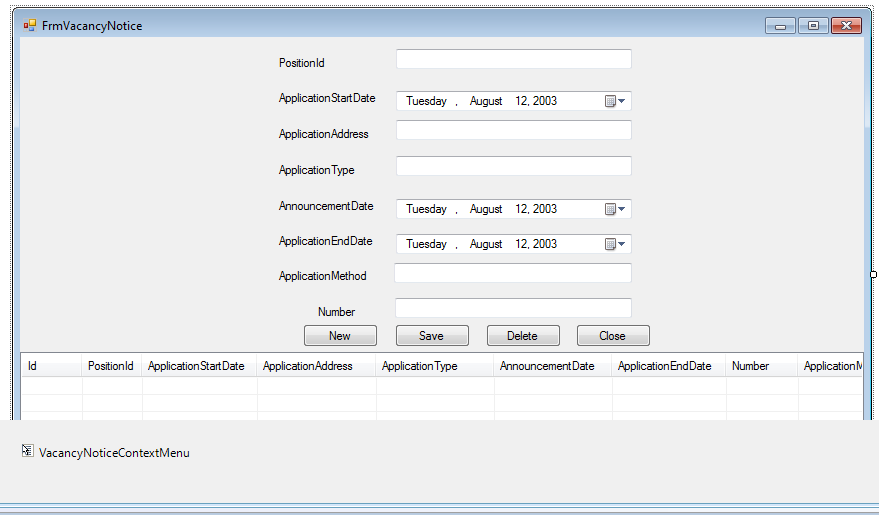 FrmVacancyNotice
PositionId
ApplicationStartDate Tuesday , August 12, 2003
ApplicationAddress
ApplicationType
AnnouncementDate Tuesday , August 12, 2003
ApplicationEndDate Tuesday , August 12, 2003
ApplicationMethod
Number
New Save Delete Close
Id PositionId ApplicationStartDate ApplicationAddress ApplicationType AnnouncementDate ApplicationEndDate Number ApplicationM
VacancyNoticeContextMenu